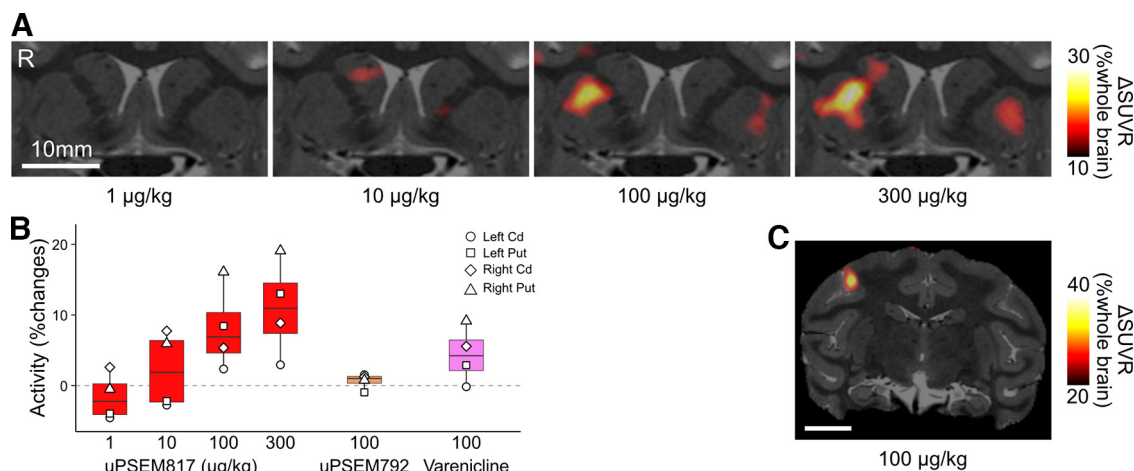 A
R
10mm
1 µg/kg
10 µg/kg
100 µg/kg
300 µg/kg
30
10
ΔSUVR
(%whole brain)
B
Activity (%changes)
20
10
0
Left Cd
Left Put
Right Cd
Right Put
1 10 100 300 100 100
uPSEM817 (µg/kg) uPSEM792 Varenicline
C
40
20
ΔSUVR
(%whole brain)
100 µg/kg